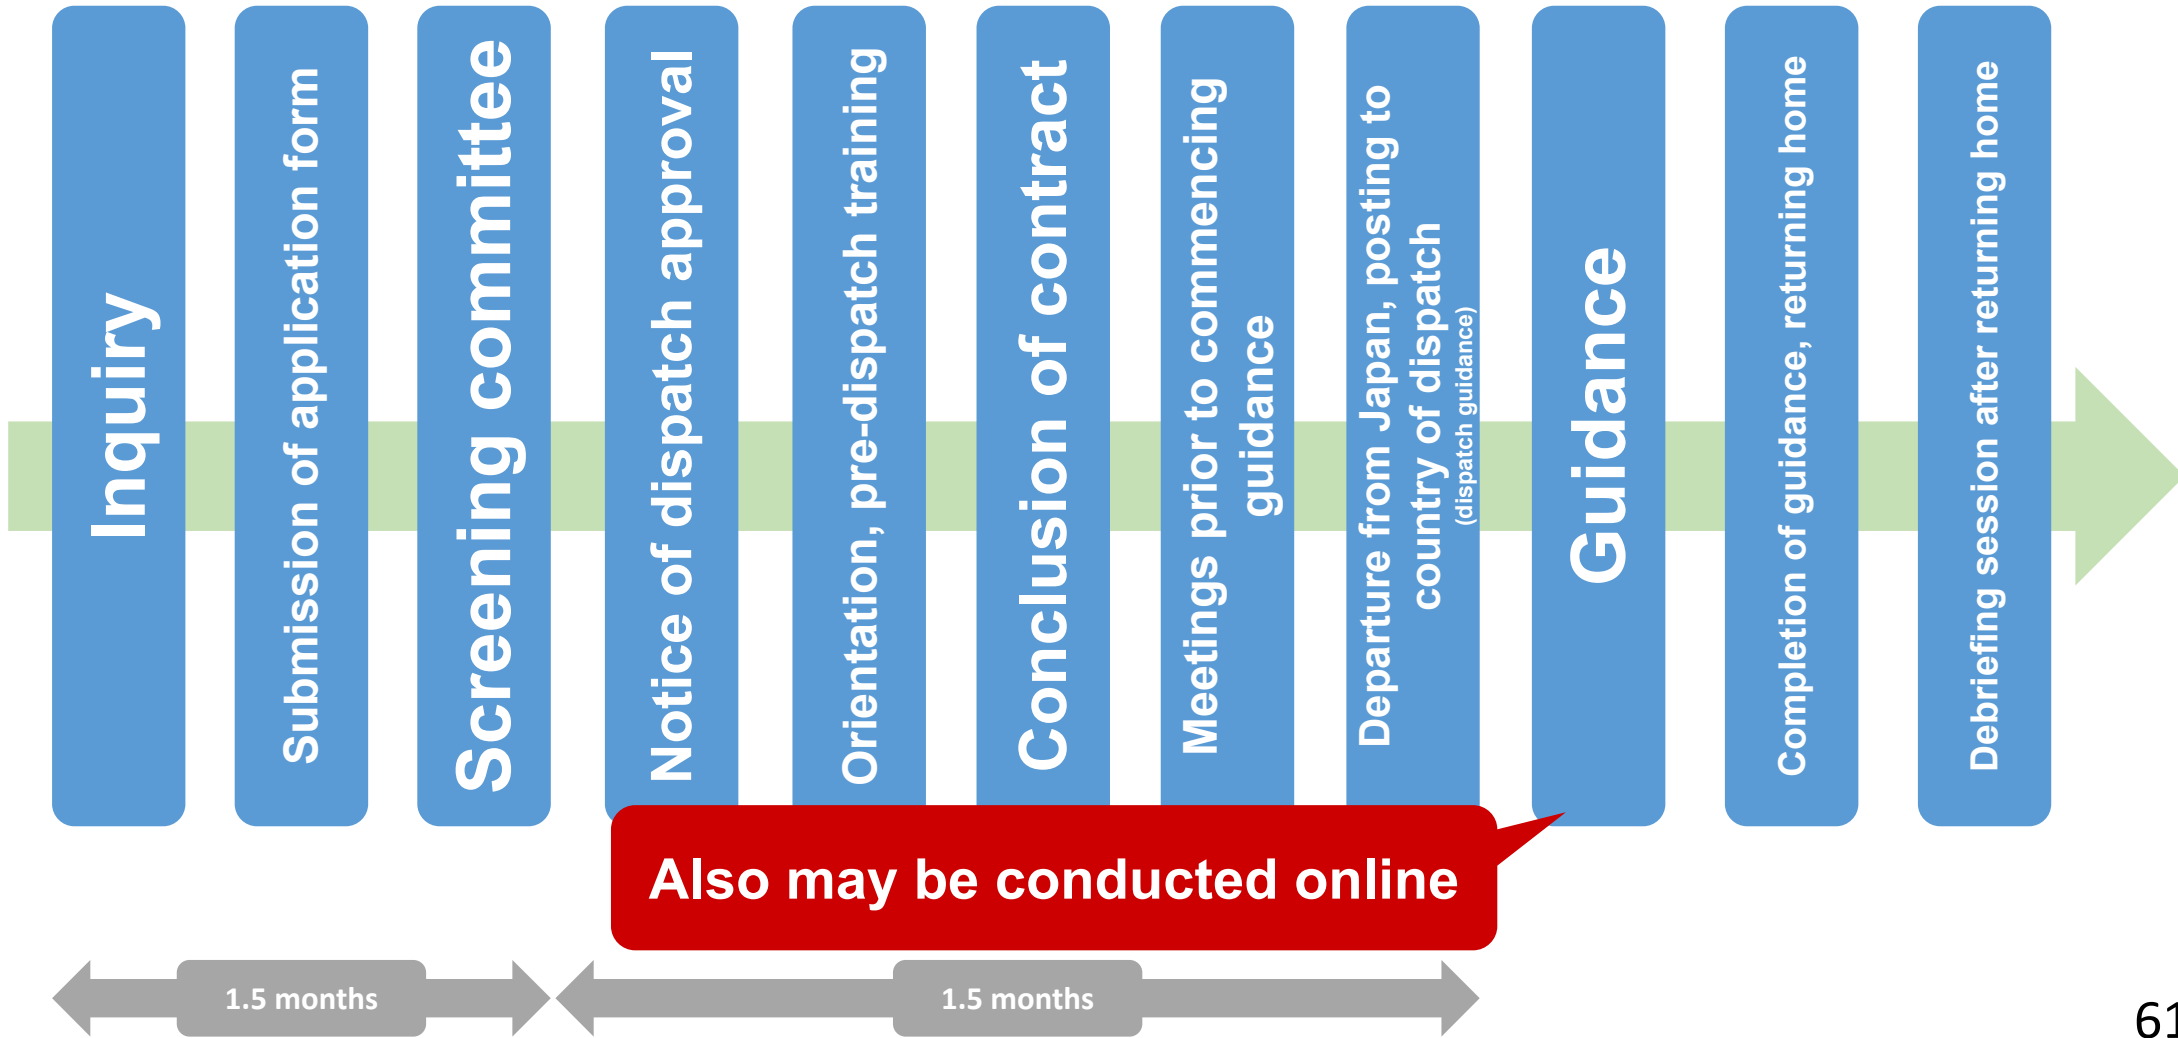 Inquiry
Submission of application form
Screening committee
Notice of dispatch approval
Orientation, pre-dispatch training
Conclusion of contract
Meetings prior to commencing
guidance
Departure from Japan, posting to
country of dispatch
(dispatch guidance)
Guidance
Completion of guidance, returning home
Debriefing session after returning home
Also may be conducted online
1.5 months
1.5 months
61